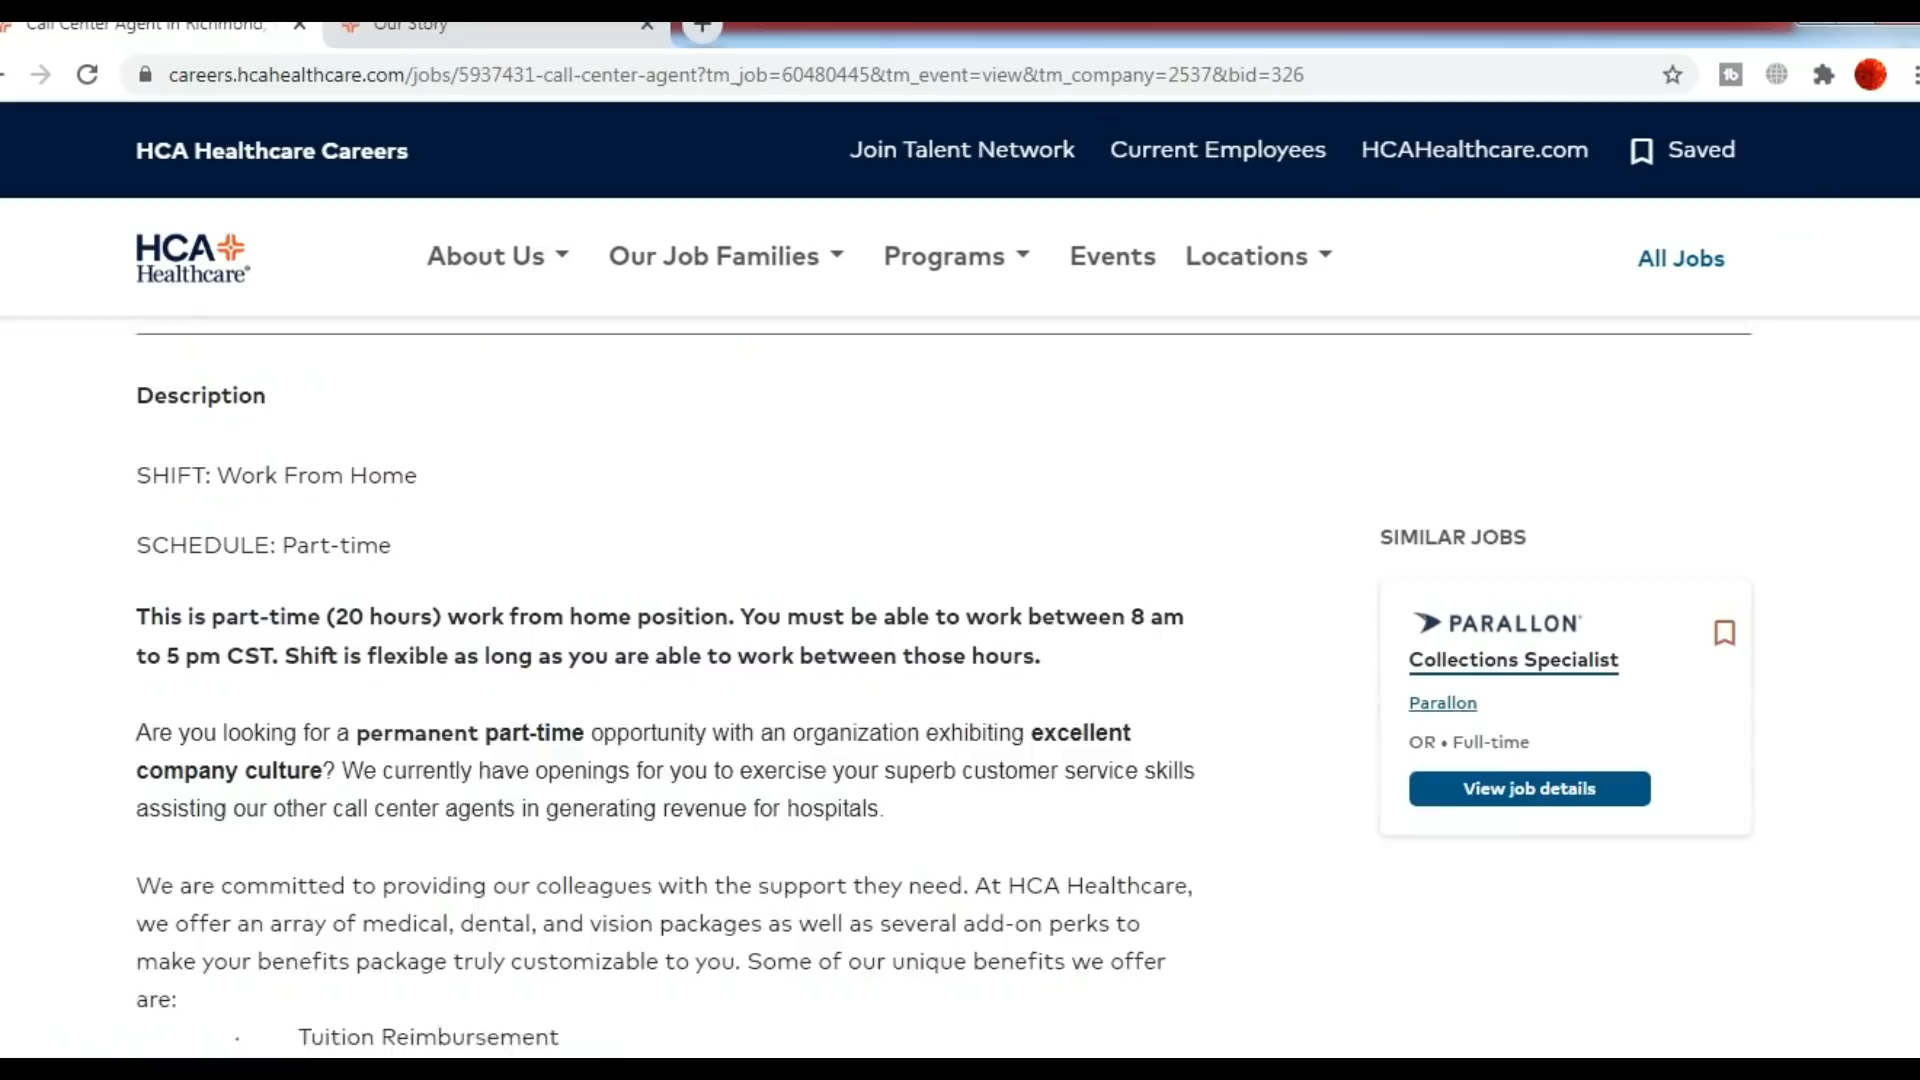 Call Center Agent in Richmond,
Our Story
careers.hcahealthcare.com/jobs/5937431-call-center-agent?tm_job=60480445&tm_event=view&tm_company=2537&bid=326
HCA Healthcare Careers
Join Talent Network
Current Employees
HCAHealthcare.com
Saved
HCA
Healthcare®
About Us
Our Job Families
Programs
Events
Locations
All Jobs
Description
SHIFT: Work From Home
SCHEDULE: Part-time
This is part-time (20 hours) work from home position. You must be able to work between 8 am
to 5 pm CST. Shift is flexible as long as you are able to work between those hours.
Are you looking for a permanent part-time opportunity with an organization exhibiting excellent
company culture? We currently have openings for you to exercise your superb customer service skills
assisting our other call center agents in generating revenue for hospitals.
We are committed to providing our colleagues with the support they need. At HCA Healthcare,
we offer an array of medical, dental, and vision packages as well as several add-on perks to
make your benefits package truly customizable to you. Some of our unique benefits we offer
are:
· Tuition Reimbursement
SIMILAR JOBS
PARALLON
Collections Specialist
Parallon
OR • Full-time
View job details